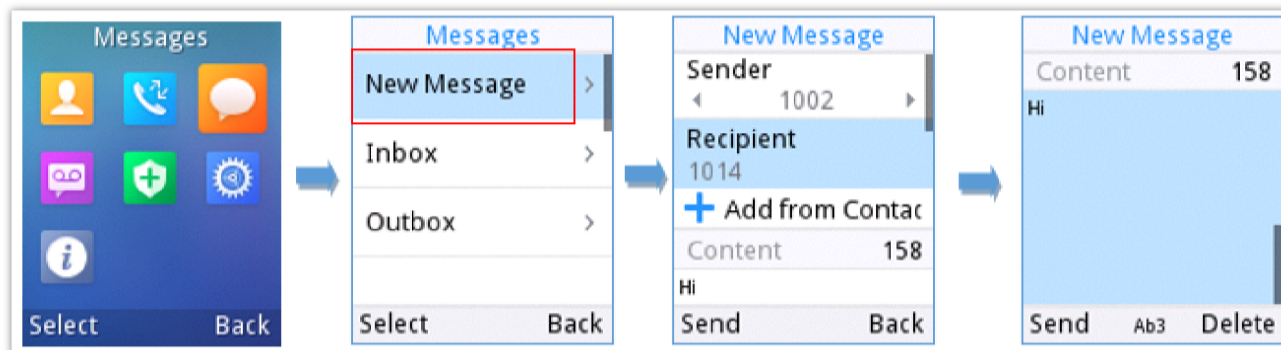 Messages
Select Back
Messages
New Message
Inbox
Outbox
Select Back
New Message
Sender
1002
Recipient
1014
Add from Contac
Content 158
Hi
Send Back
New Message
Content 158
Hi
Send Ab3 Delete